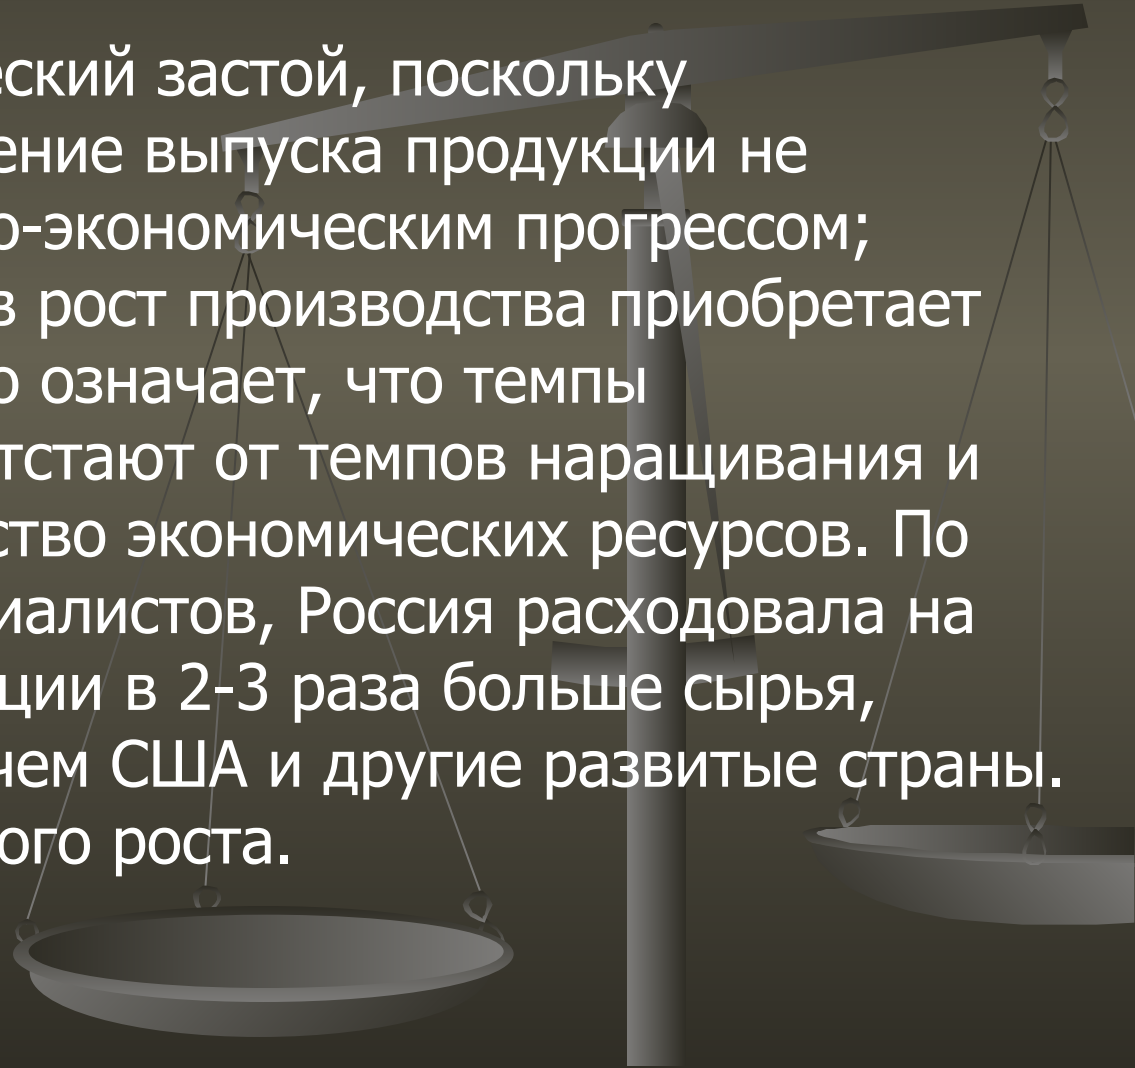 еский застой, поскольку
ение выпуска продукции не
о-экономическим прогрессом;
в рост производства приобретает
о означает, что темпы
тстают от темпов наращивания и
ство экономических ресурсов. По
иалистов, Россия расходовала на
ции в 2-3 раза больше сырья,
чем США и другие развитые страны.
ого роста.